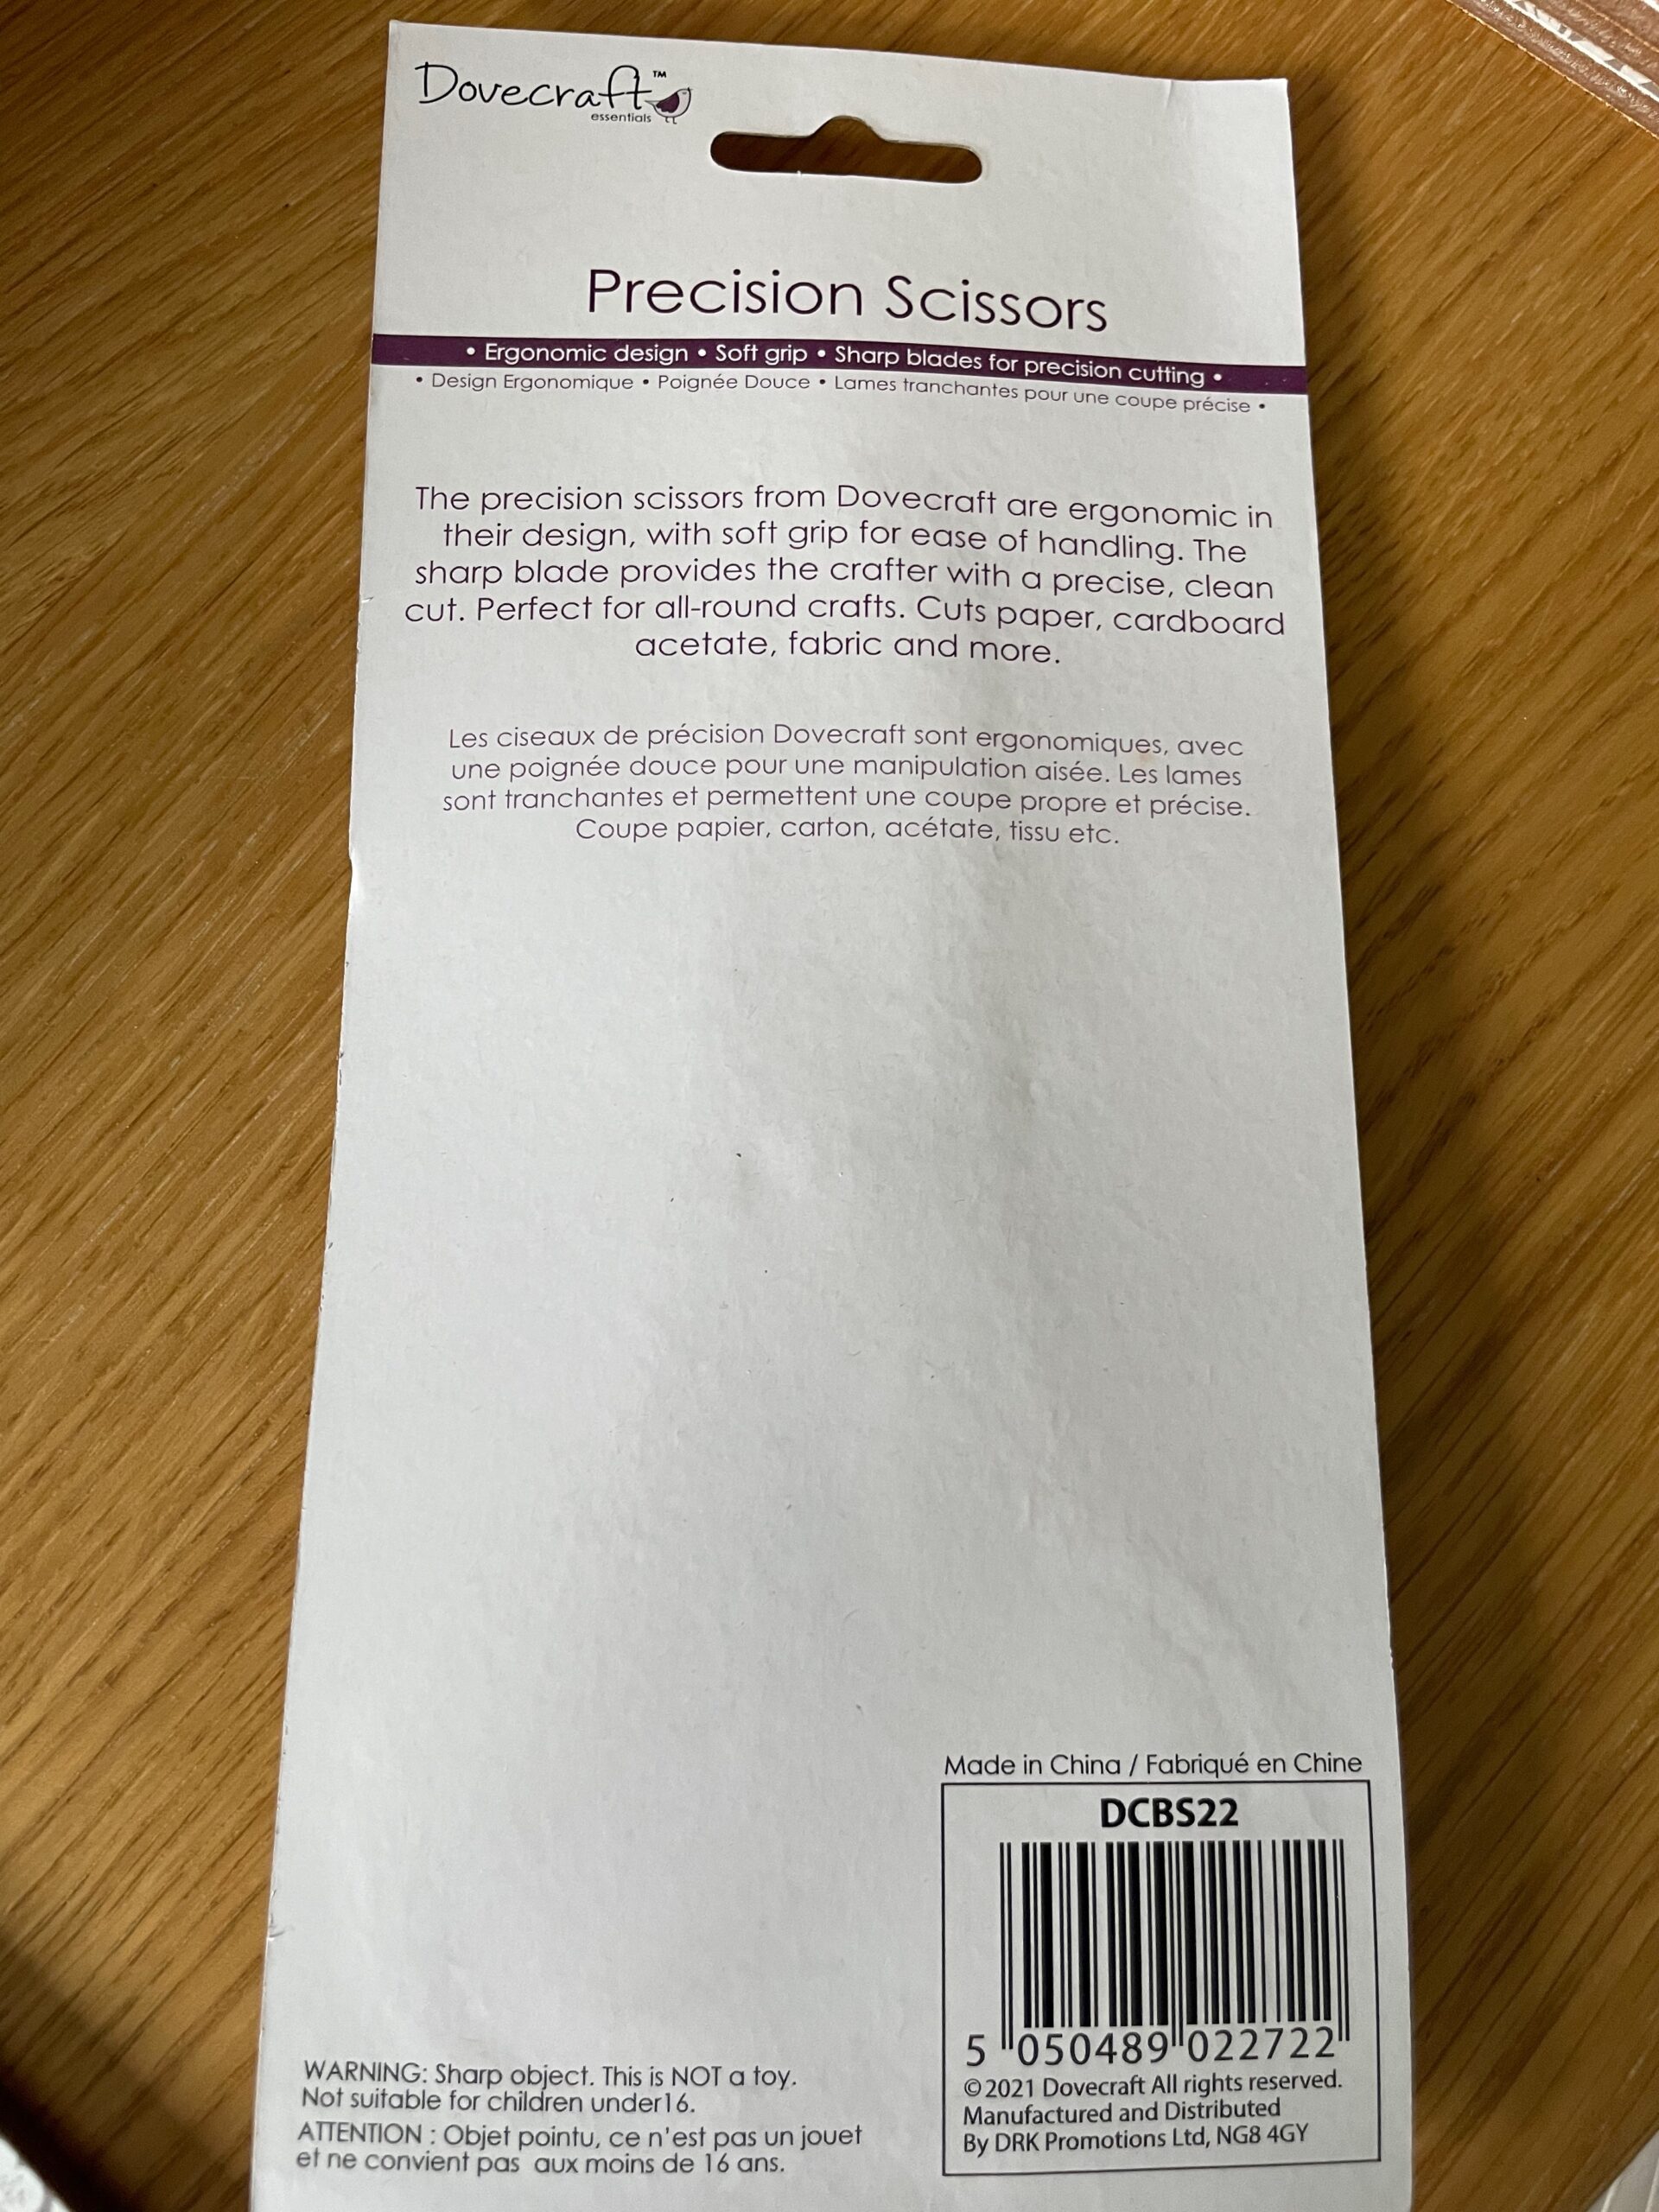 Dovecraft™
essentials
Precision Scissors
• Ergonomic design • Soft grip • Sharp blades for precision cutting •
• Design Ergonomique • Poignée Douce • Lames tranchantes pour une coupe précise •
The precision scissors from Dovecraft are ergonomic in
their design, with soft grip for ease of handling. The
sharp blade provides the crafter with a precise, clean
cut. Perfect for all-round crafts. Cuts paper, cardboard
acetate, fabric and more.
Les ciseaux de précision Dovecraft sont ergonomiques, avec
une poignée douce pour une manipulation aisée. Les lames
sont tranchantes et permettent une coupe propre et précise.
Coupe papier, carton, acétate, tissu etc.
Made in China / Fabriqué en Chine
DCBS22
5 050489 022722
©2021 Dovecraft All rights reserved.
Manufactured and Distributed
By DRK Promotions Ltd, NG8 4GY
WARNING: Sharp object. This is NOT a toy.
Not suitable for children under16.
ATTENTION : Objet pointu, ce n'est pas un jouet
et ne convient pas aux moins de 16 ans.